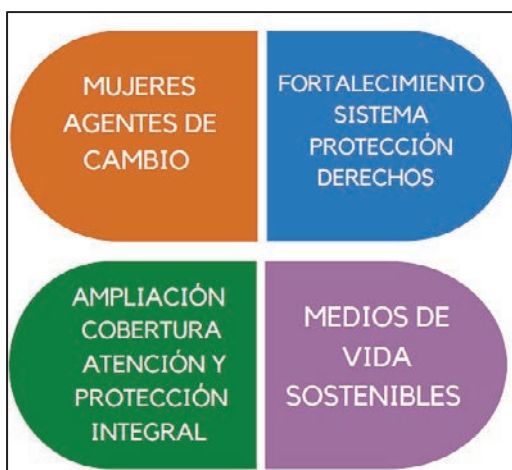 MUJERES
AGENTES DE
CAMBIO
FORTALECIMIENTO
SISTEMA
PROTECCIÓN
DERECHOS
AMPLIACIÓN
COBERTURA
ATENCIÓN Y
PROTECCIÓN
INTEGRAL
MEDIOS DE
VIDA
SOSTENIBLES